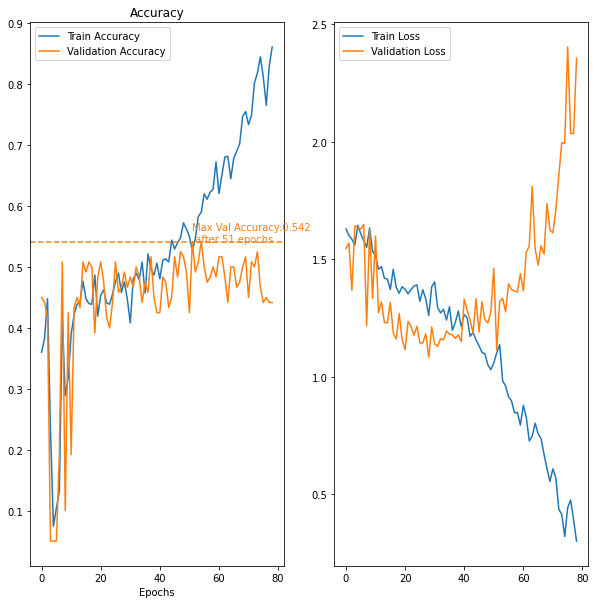 Accuracy
Train Accuracy
Validation Accuracy
Max Val Accuracy:0.542
after 51 epochs
0.9
0.8
0.7
0.6
0.5
0.4
0.3
0.2
0.1
0 20 40 60 80
Epochs
Train Loss
Validation Loss
2.5
2.0
1.5
1.0
0.5
0 20 40 60 80